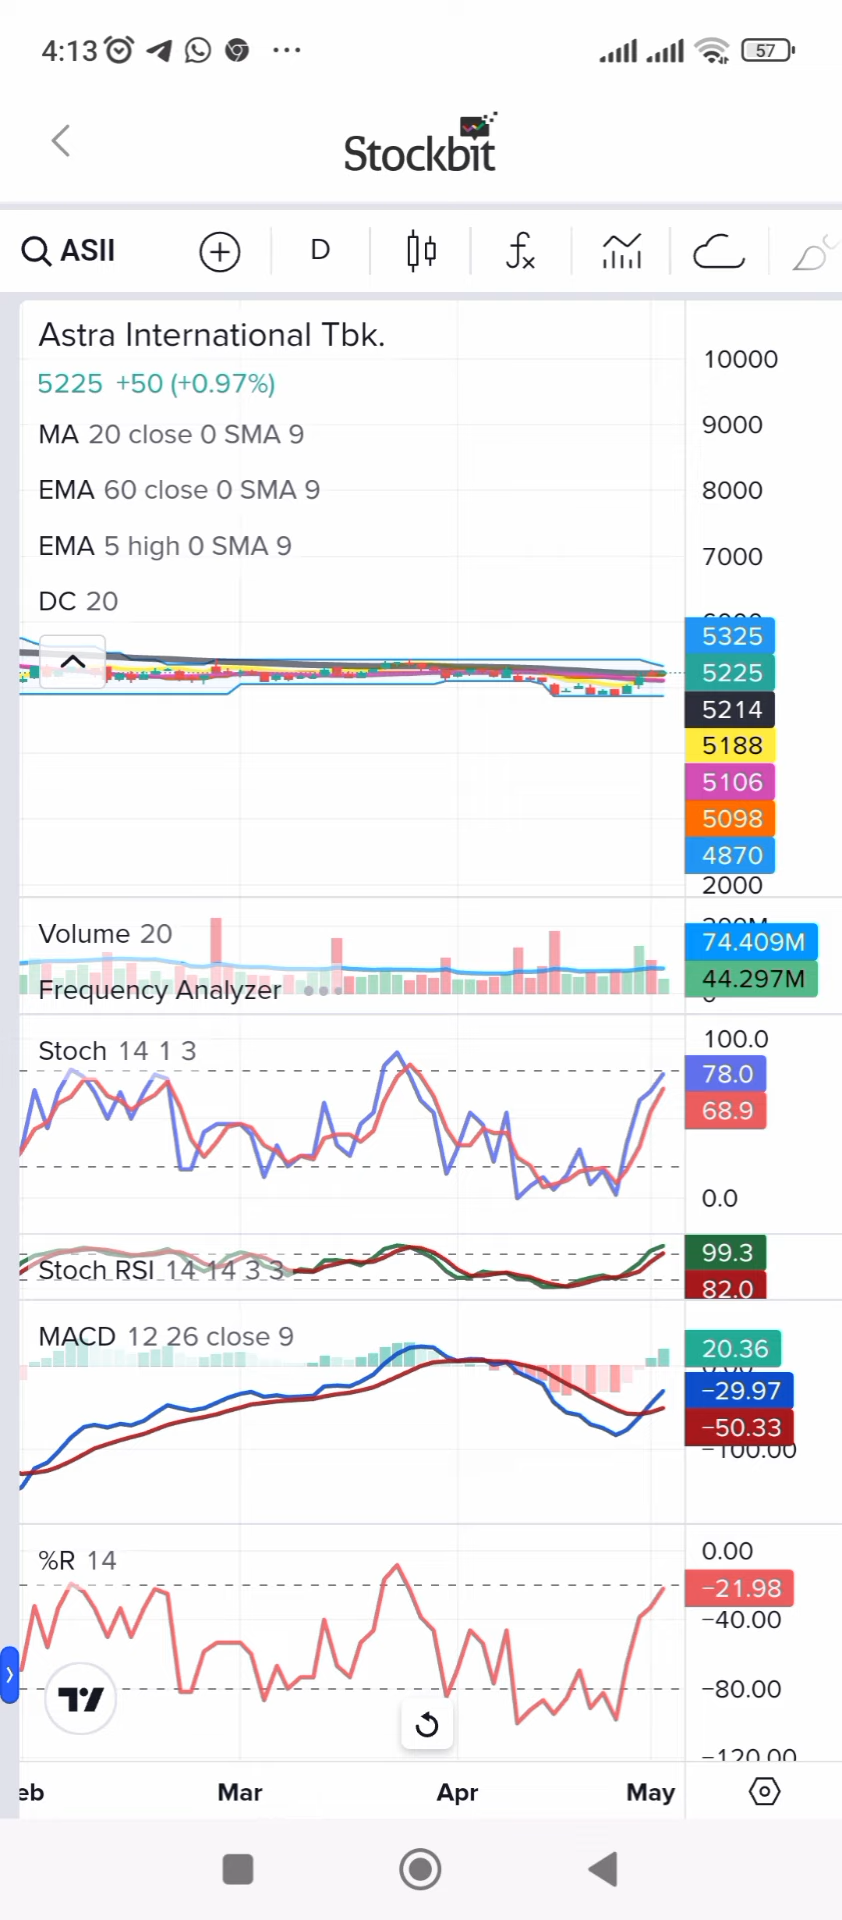 4:13
57
Stockbit
ASII
D
Astra International Tbk.
5225 +50 (+0.97%)
MA 20 close 0 SMA 9
EMA 60 close 0 SMA 9
EMA 5 high 0 SMA 9
DC 20
10000
9000
8000
7000
5325
5225
5214
5188
5106
5098
4870
2000
Volume 20
74.409M
44.297M
Frequency Analyzer
Stoch 14 1 3
100.0
78.0
68.9
0.0
Stoch RSI 14 14 3 3
99.3
82.0
MACD 12 26 close 9
20.36
−29.97
−50.33
−100.00
%R 14
0.00
−21.98
−40.00
−80.00
−120.00
eb Mar Apr May